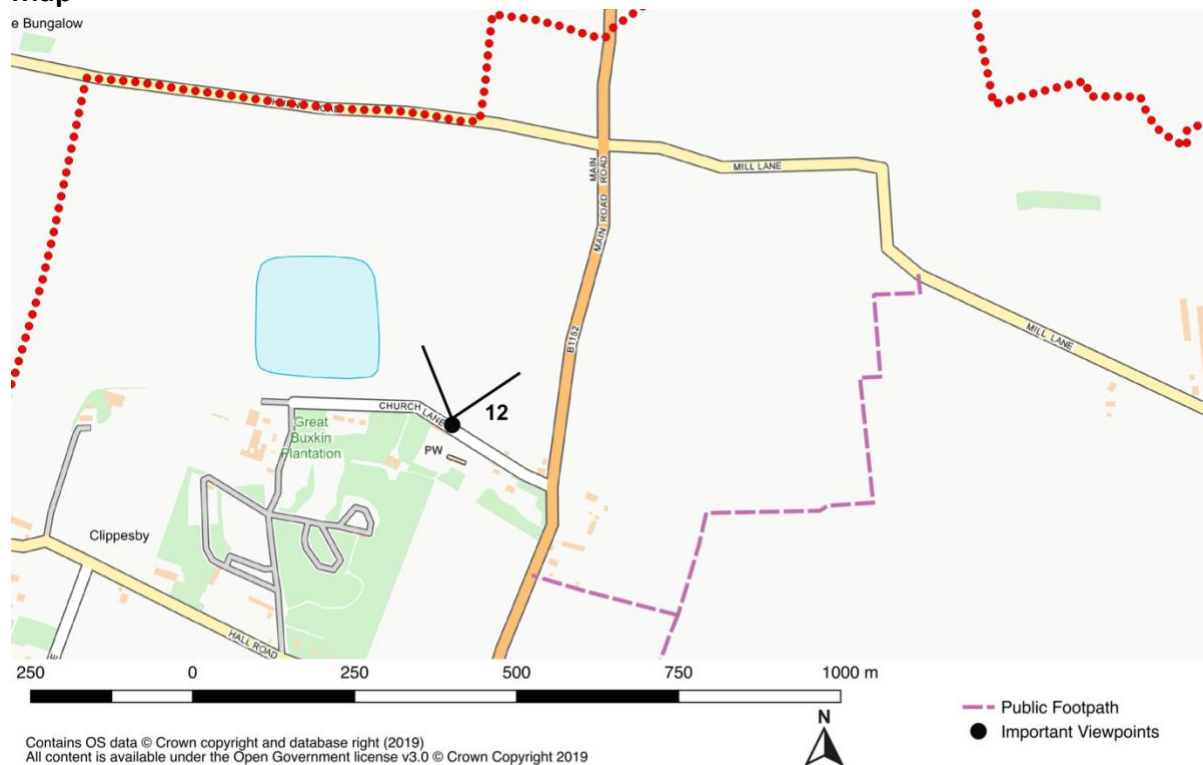 e Bungalow
MILL LANE
MAIN ROAD
MAIN ROAD
B1152
MILL LANE
CHURCH LANE
12
Great
Buxkin
Plantation
PW
Clippesby
HALL ROAD
250 0 250 500 750 1000 m
N
Public Footpath
Important Viewpoints
Contains OS data © Crown copyright and database right (2019)
All content is available under the Open Government license v3.0 © Crown Copyright 2019